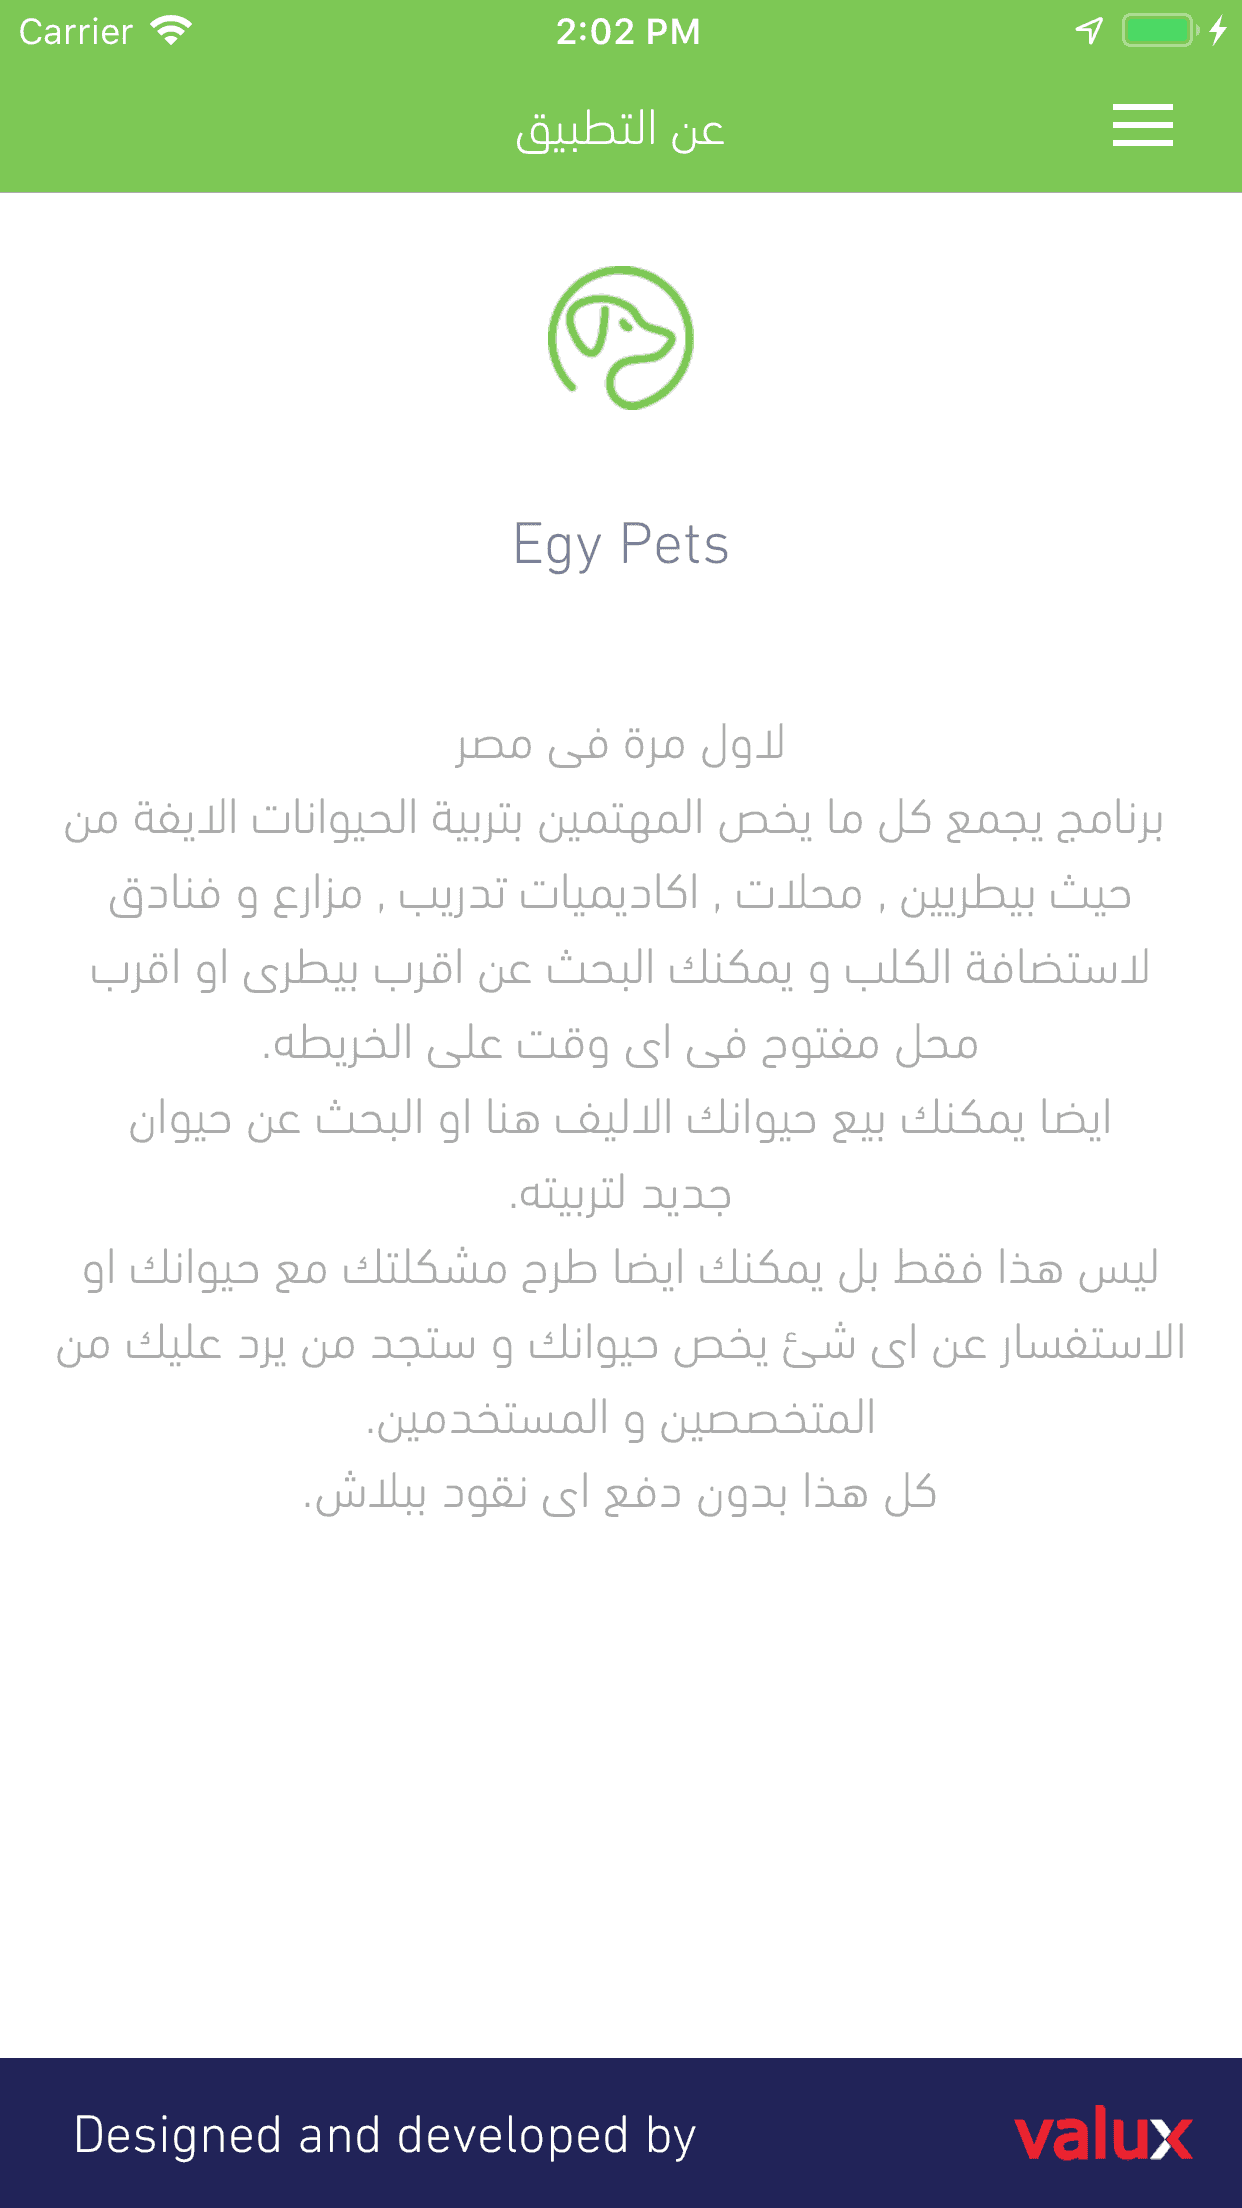 Carrier 2:02 PM
عن التطبيق
Egy Pets
لاول مرة فى مصر
برنامج يجمع كل ما يخص المهتمين بتربية الحيوانات الايفة من
حيث بيطريين , محلات , اكاديميات تدريب , مزارع و فنادق
لاستضافة الكلب و يمكنك البحث عن اقرب بيطرى او اقرب
محل مفتوح فى اى وقت على الخريطه.
ايضا يمكنك بيع حيوانك الاليف هنا او البحث عن حيوان
جديد لتربيته.
ليس هذا فقط بل يمكنك ايضا طرح مشكلتك مع حيوانك او
الاستفسار عن اى شئ يخص حيوانك و ستجد من يرد عليك من
المتخصصين و المستخدمين.
كل هذا بدون دفع اى نقود ببلاش.
Designed and developed by valux